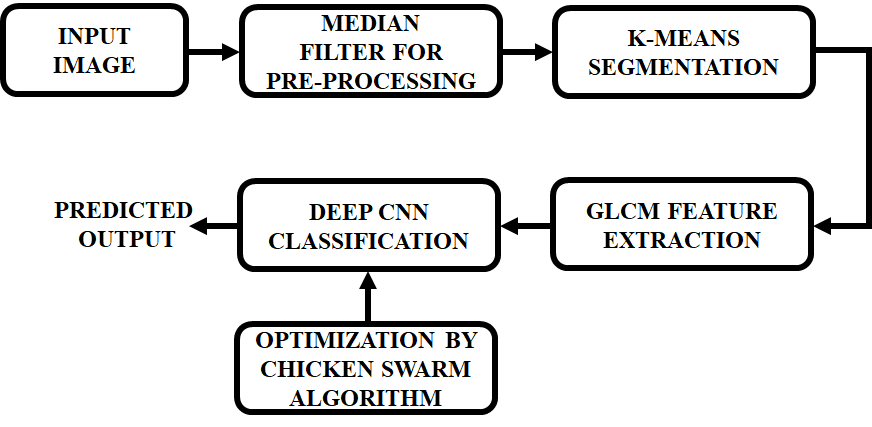 INPUT
IMAGE
MEDIAN
FILTER FOR
PRE-PROCESSING
K-MEANS
SEGMENTATION
GLCM FEATURE
EXTRACTION
DEEP CNN
CLASSIFICATION
PREDICTED
OUTPUT
OPTIMIZATION BY
CHICKEN SWARM
ALGORITHM